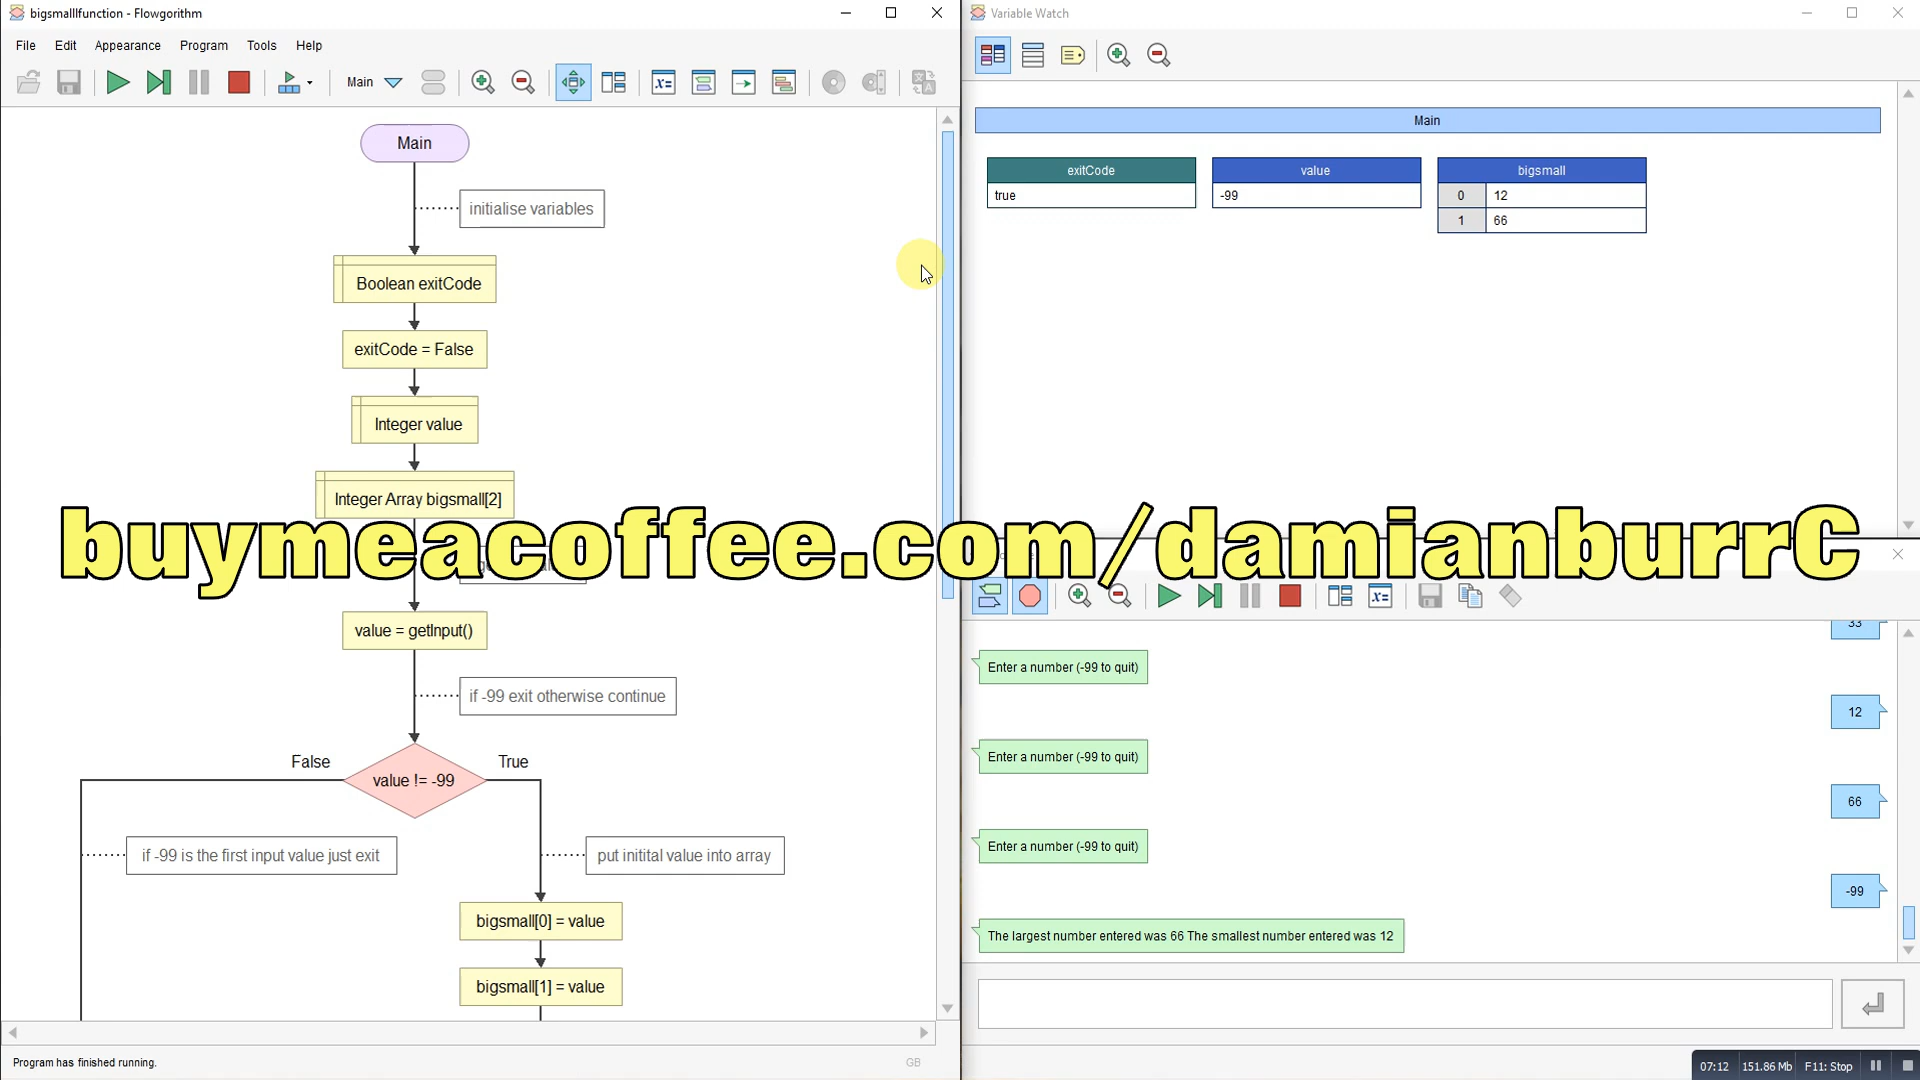 bigsmalllfunction - Flowgorithm
File Edit Appearance Program Tools Help
Main
Main
initialise variables
Boolean exitCode
exitCode = False
Integer value
Integer Array bigsmall[2]
value = getInput()
if -99 exit otherwise continue
False
True
value != -99
if -99 is the first input value just exit
put initital value into array
bigsmall[0] = value
bigsmall[1] = value
Program has finished running.
GB
Variable Watch
Main
exitCode value bigsmall
true -99 0 12
1 66
buymeacoffee.com/damianburrC
33
Enter a number (-99 to quit)
12
Enter a number (-99 to quit)
66
Enter a number (-99 to quit)
-99
The largest number entered was 66 The smallest number entered was 12
07:12 151.86 Mb F11: Stop